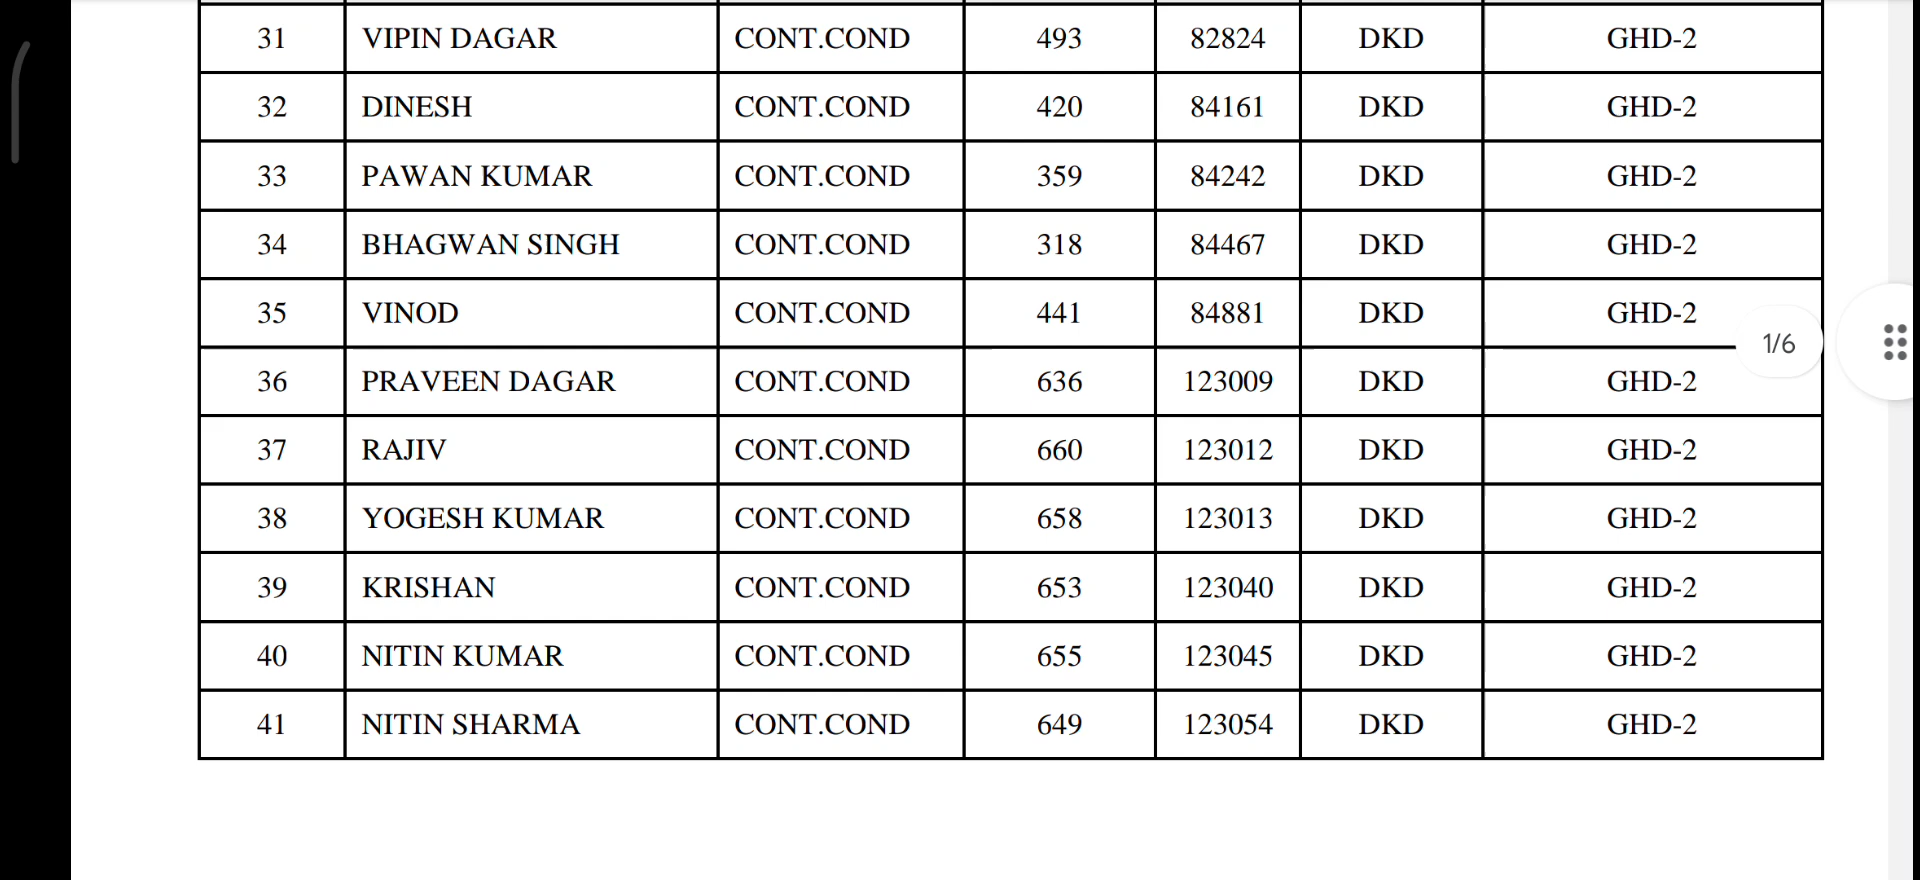 31 VIPIN DAGAR CONT.COND 493 82824 DKD GHD-2
32 DINESH CONT.COND 420 84161 DKD GHD-2
33 PAWAN KUMAR CONT.COND 359 84242 DKD GHD-2
34 BHAGWAN SINGH CONT.COND 318 84467 DKD GHD-2
35 VINOD CONT.COND 441 84881 DKD GHD-2
1/6
36 PRAVEEN DAGAR CONT.COND 636 123009 DKD GHD-2
37 RAJIV CONT.COND 660 123012 DKD GHD-2
38 YOGESH KUMAR CONT.COND 658 123013 DKD GHD-2
39 KRISHAN CONT.COND 653 123040 DKD GHD-2
40 NITIN KUMAR CONT.COND 655 123045 DKD GHD-2
41 NITIN SHARMA CONT.COND 649 123054 DKD GHD-2